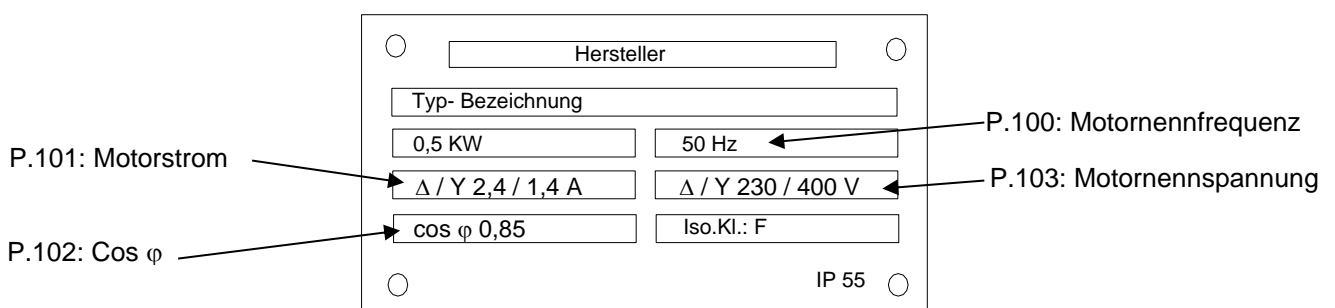 Hersteller
Typ- Bezeichnung
P.100: Motornennfrequenz
0,5 KW
50 Hz
P.101: Motorstrom
Δ / Y 2,4 / 1,4 A
Δ / Y 230 / 400 V
P.103: Motornennspannung
P.102: Cos φ
cos φ 0,85
Iso.Kl.: F
IP 55